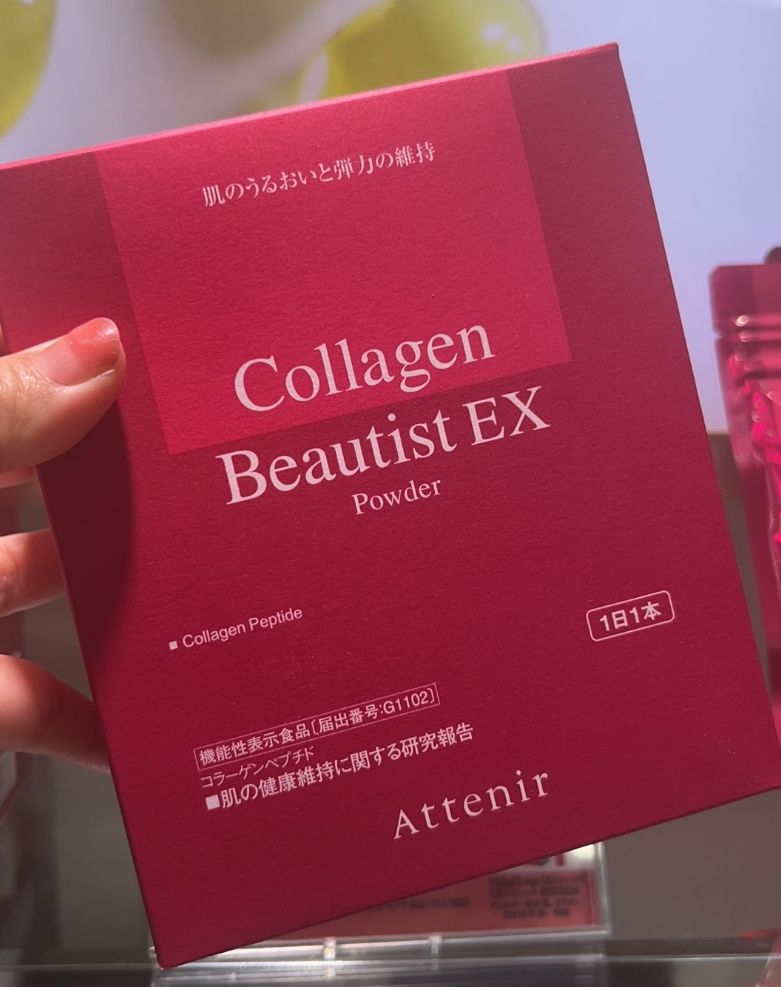 肌のうるおいと弾力の維持
Collagen
Beautist EX
Powder
■ Collagen Peptide
1日1本
機能性表示食品〔届出番号:G1102〕
コラーゲンペプチド
■肌の健康維持に関する研究報告
Attenir